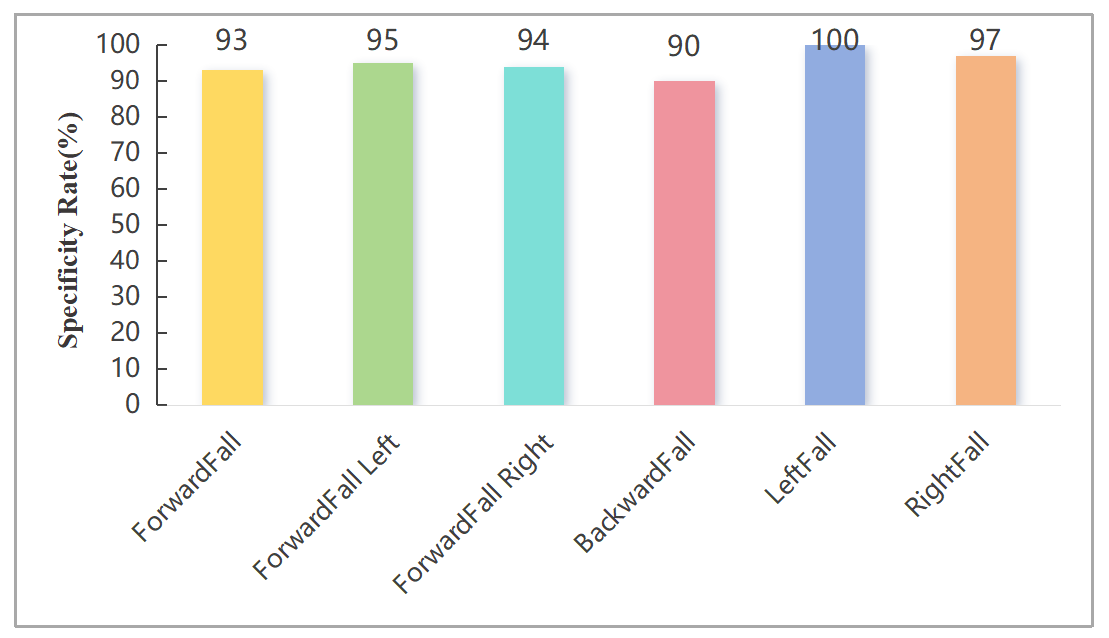 Specificity Rate(%)
100
90
80
70
60
50
40
30
20
10
0
93
95
94
90
100
97
ForwardFall
ForwardFall Left
ForwardFall Right
BackwardFall
LeftFall
RightFall